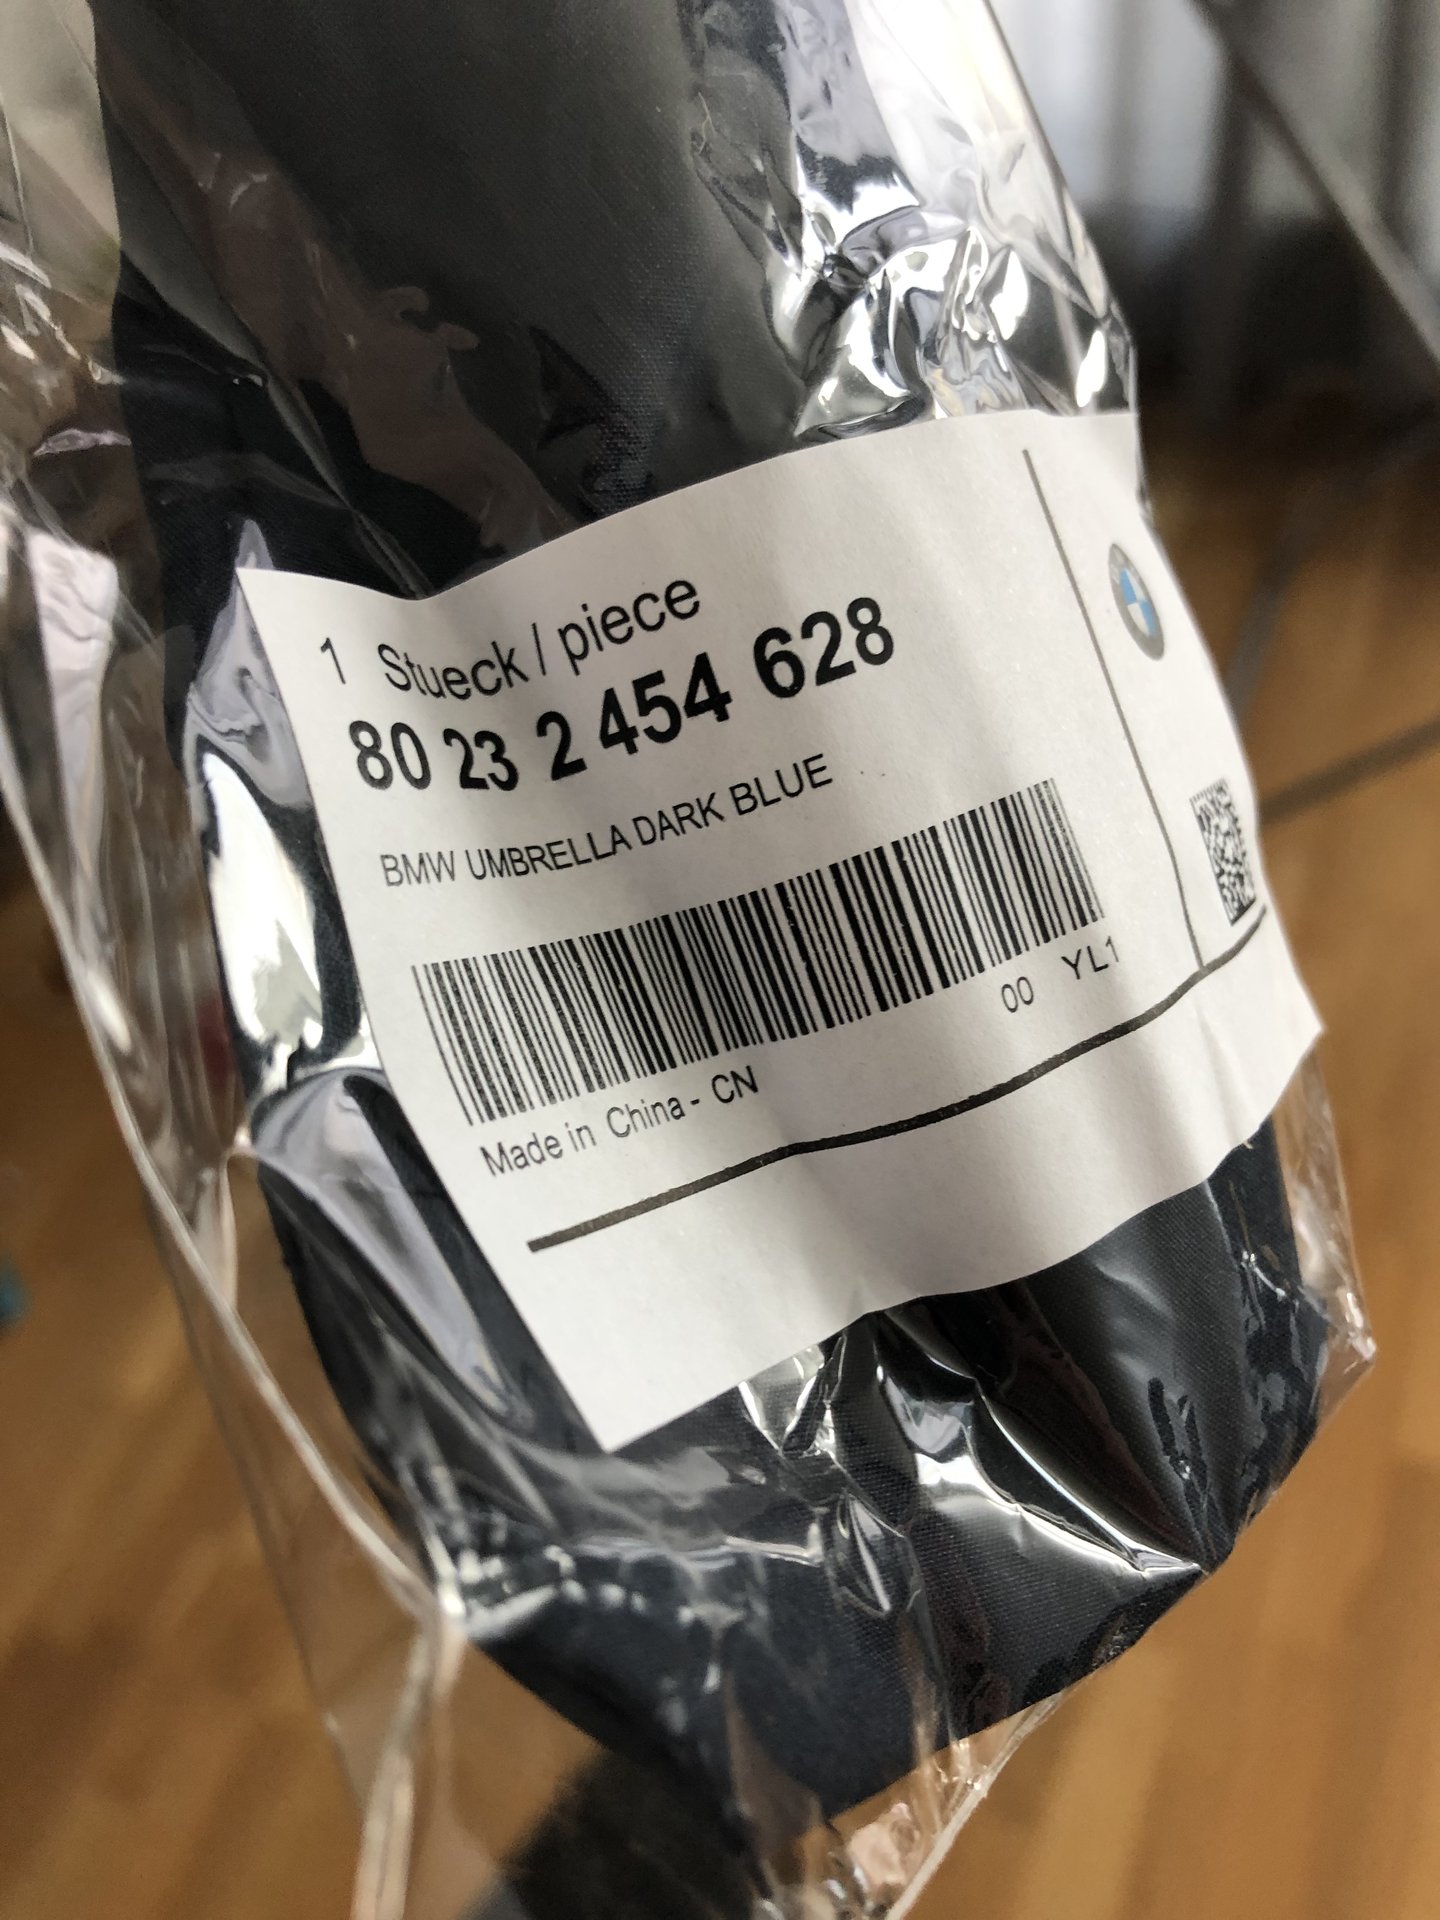 1 Stueck / piece
80 23 2 454 628
BMW UMBRELLA DARK BLUE
00 YL1
Made in China - CN